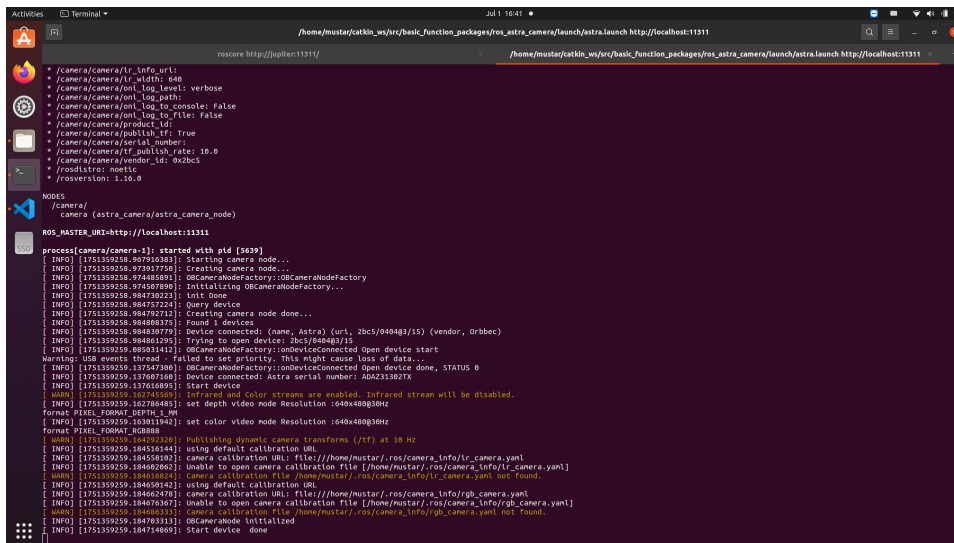 Activities
Terminal
Jul 1 16:41
/home/mustar/catkin_ws/src/basic_function_packages/ros_astra_camera/launch/astra.launch http://localhost:11311
roscore http://jupiter:11311/
/home/mustar/catkin_ws/src/basic_function_packages/ros_astra_camera/launch/astra.launch http://localhost:11311
* /camera/camera/ir_info_uri:
* /camera/camera/ir_width: 640
* /camera/camera/oni_log_level: verbose
* /camera/camera/oni_log_path:
* /camera/camera/oni_log_to_console: False
* /camera/camera/oni_log_to_file: False
* /camera/camera/product_id:
* /camera/camera/publish_tf: True
* /camera/camera/serial_number:
* /camera/camera/tf_publish_rate: 10.0
* /camera/camera/vendor_id: 0x2bc5
* /rosdistro: noetic
* /rosversion: 1.16.0
NODES
/camera/
camera (astra_camera/astra_camera_node)
ROS_MASTER_URI=http://localhost:11311
process[camera/camera-1]: started with pid [5639]
[ INFO] [1751359258.967916383]: Starting camera node...
[ INFO] [1751359258.973917750]: Creating camera node...
[ INFO] [1751359258.974485891]: OBCameraNodeFactory::OBCameraNodeFactory
[ INFO] [1751359258.974507890]: Initializing OBCameraNodeFactory...
[ INFO] [1751359258.984730223]: init Done
[ INFO] [1751359258.984757224]: Query device
[ INFO] [1751359258.984792712]: Creating camera node done...
[ INFO] [1751359258.984808375]: Found 1 devices
[ INFO] [1751359258.984830779]: Device connected: (name, Astra) (uri, 2bc5/0404@3/15) (vendor, Orbbec)
[ INFO] [1751359258.984861295]: Trying to open device: 2bc5/0404@3/15
[ INFO] [1751359259.085031412]: OBCameraNodeFactory::onDeviceConnected Open device start
Warning: USB events thread - failed to set priority. This might cause loss of data...
[ INFO] [1751359259.137547300]: OBCameraNodeFactory::onDeviceConnected Open device done, STATUS 0
[ INFO] [1751359259.137607160]: Device connected: Astra serial number: ADAZ31302TX
[ INFO] [1751359259.137616895]: Start device
[ WARN] [1751359259.162745569]: Infrared and Color streams are enabled. Infrared stream will be disabled.
[ INFO] [1751359259.162786485]: set depth video mode Resolution :640x480@30Hz
format PIXEL_FORMAT_DEPTH_1_MM
[ INFO] [1751359259.163011942]: set color video mode Resolution :640x480@30Hz
format PIXEL_FORMAT_RGB888
[ WARN] [1751359259.164292320]: Publishing dynamic camera transforms (/tf) at 10 Hz
[ INFO] [1751359259.184516144]: using default calibration URL
[ INFO] [1751359259.184558102]: camera calibration URL: file:///home/mustar/.ros/camera_info/ir_camera.yaml
[ INFO] [1751359259.184602062]: Unable to open camera calibration file [/home/mustar/.ros/camera_info/ir_camera.yaml]
[ WARN] [1751359259.184616824]: Camera calibration file /home/mustar/.ros/camera_info/ir_camera.yaml not found.
[ INFO] [1751359259.184650142]: using default calibration URL
[ INFO] [1751359259.184662478]: camera calibration URL: file:///home/mustar/.ros/camera_info/rgb_camera.yaml
[ INFO] [1751359259.184676367]: Unable to open camera calibration file [/home/mustar/.ros/camera_info/rgb_camera.yaml]
[ WARN] [1751359259.184686333]: Camera calibration file /home/mustar/.ros/camera_info/rgb_camera.yaml not found.
[ INFO] [1751359259.184703313]: OBCameraNode initialized
[ INFO] [1751359259.184714869]: Start device  done
SSD